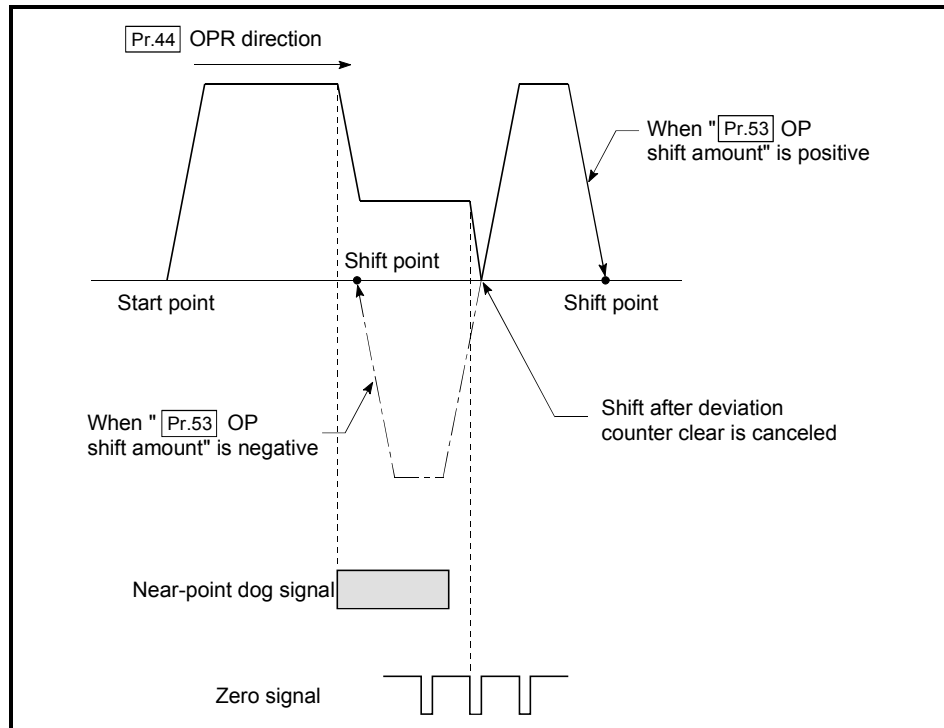 Pr.44 OPR direction
When " Pr.53 OP
shift amount" is positive
Shift point
Start point
Shift point
When " Pr.53 OP
shift amount" is negative
Shift after deviation
counter clear is canceled
Near-point dog signal
Zero signal